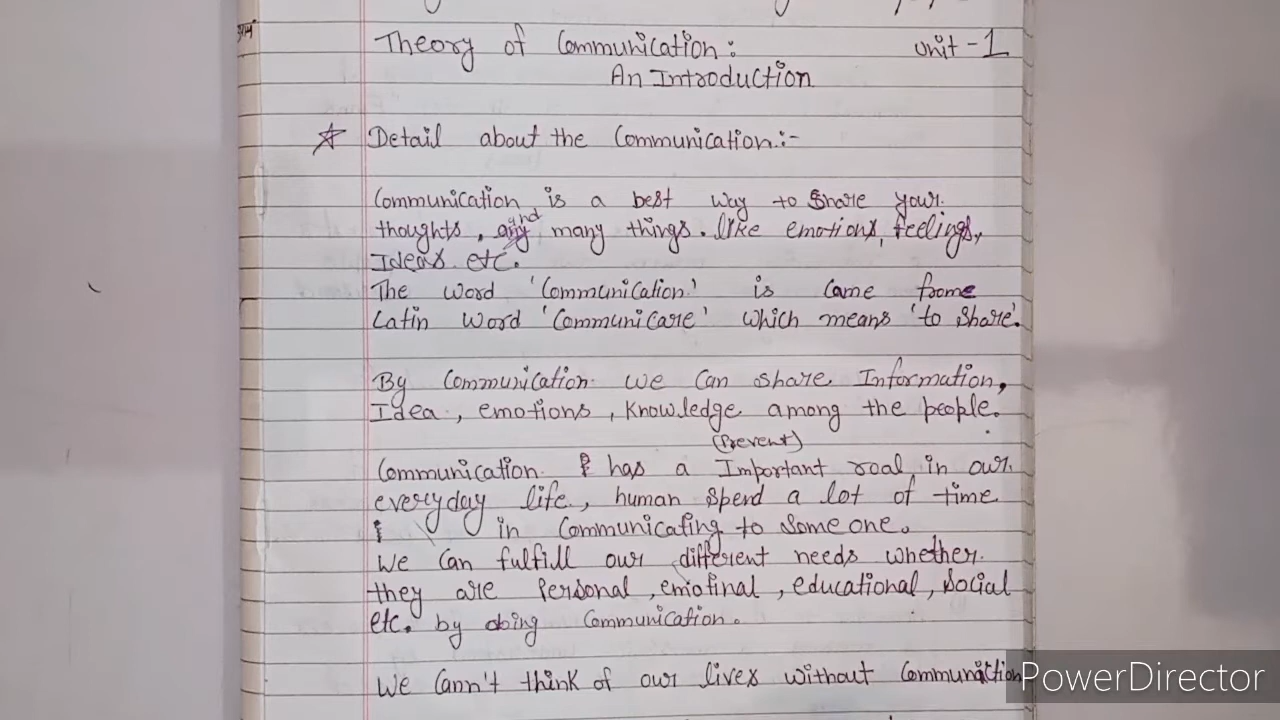 Theory of Communication: Unit - 1
An Introduction
☆ Detail about the Communication:-
Communication is a best way to Share your
thoughts, and many things. like emotions, feelings,
Ideas etc.
The Word 'Communication' is Came frome
Latin Word 'Communicare' which means 'to Share'.
By Communication we Can share Information,
Idea, emotions, Knowledge among the people.
(Prevent)
Communication has a Important roal in our
everyday life, human Spend a lot of time
in Communicating to Some one.
We Can fulfill our different needs whether
they are Personal, emotinal, educational, Social
etc. by doing Communication.
We Cann't think of our lives without Communiction
PowerDirector